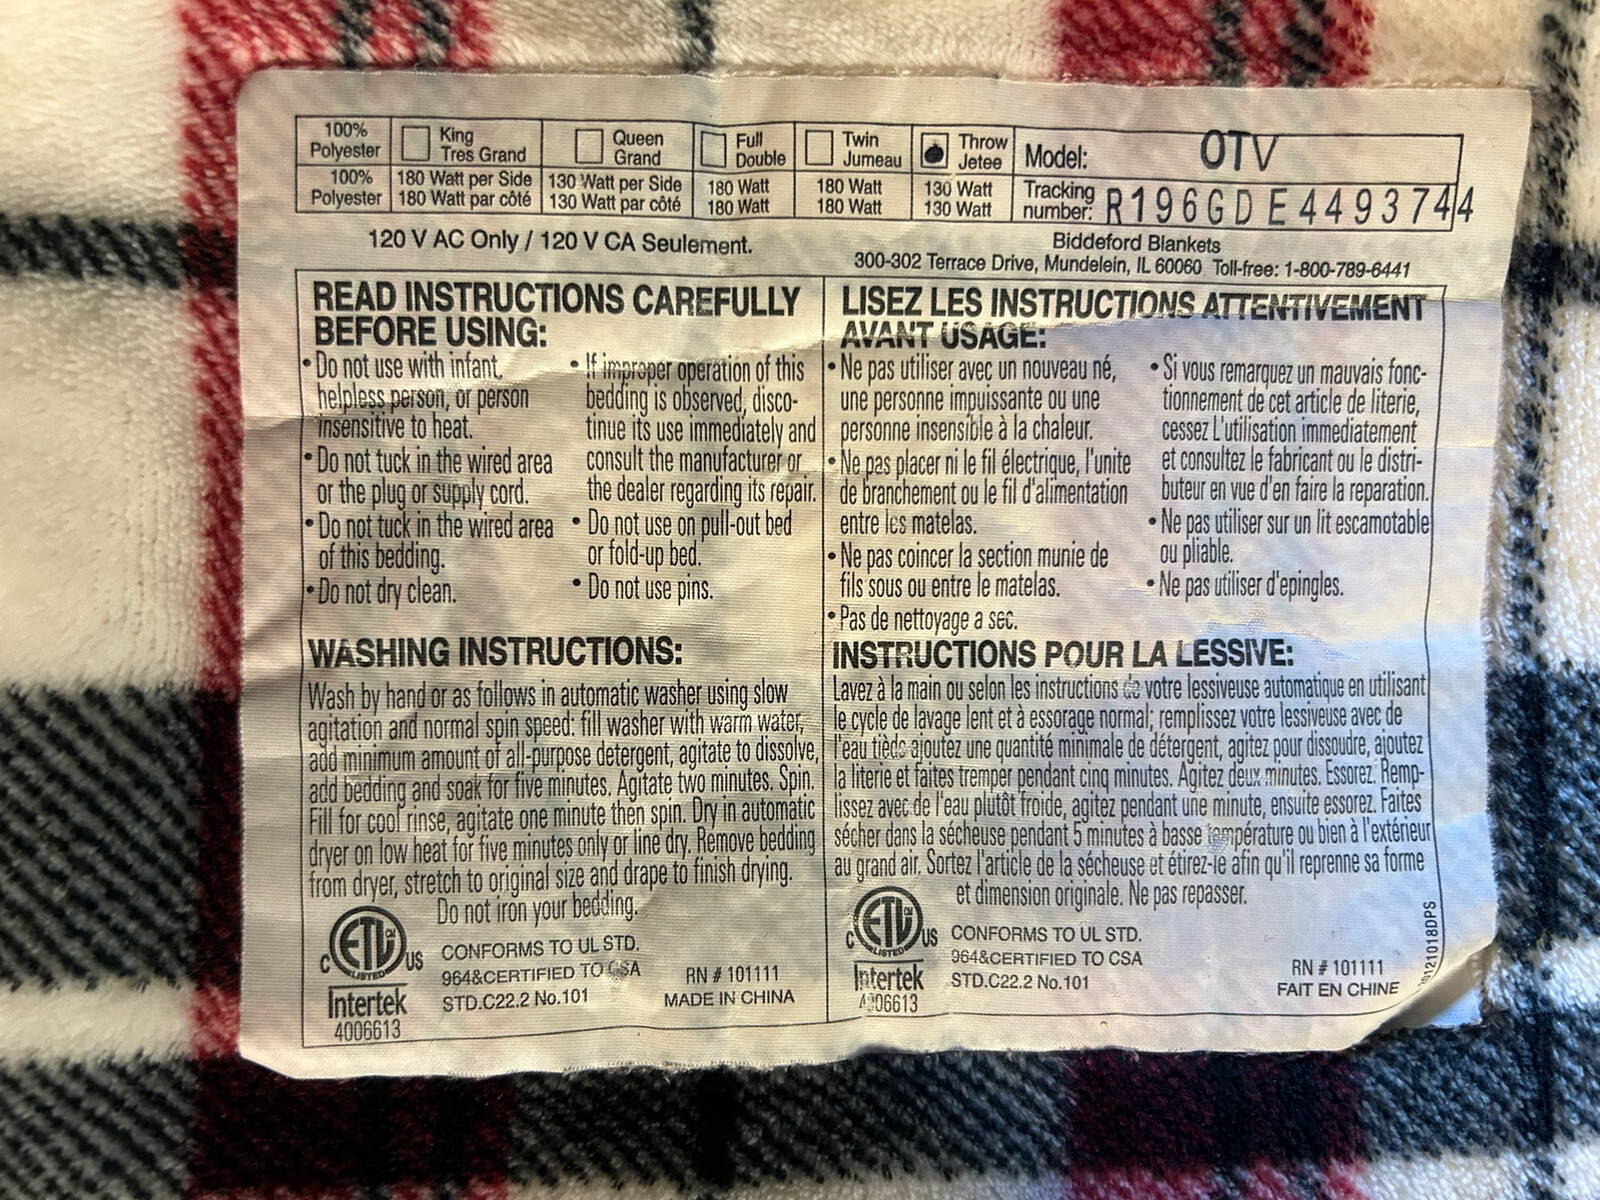 100% Polyester
King Tres Grand
Queen Grand
Full Double
Twin Jumeau
Throw Jetee
Model: OTV
100% Polyester
180 Watt per Side
180 Watt par côté
130 Watt per Side
130 Watt par côté
180 Watt
180 Watt
180 Watt
180 Watt
130 Watt
130 Watt
Tracking number: R196GDE4493744
120 V AC Only / 120 V CA Seulement.
Biddeford Blankets
300-302 Terrace Drive, Mundelein, IL 60060 Toll-free: 1-800-789-6441
READ INSTRUCTIONS CAREFULLY
BEFORE USING:
• Do not use with infant,
helpless person, or person
insensitive to heat.
• Do not tuck in the wired area
or the plug or supply cord.
• Do not tuck in the wired area
of this bedding.
• Do not dry clean.
• If improper operation of this
bedding is observed, disco-
tinue its use immediately and
consult the manufacturer or
the dealer regarding its repair.
• Do not use on pull-out bed
or fold-up bed.
• Do not use pins.
WASHING INSTRUCTIONS:
Wash by hand or as follows in automatic washer using slow
agitation and normal spin speed: fill washer with warm water,
add minimum amount of all-purpose detergent, agitate to dissolve,
add bedding and soak for five minutes. Agitate two minutes. Spin.
Fill for cool rinse, agitate one minute then spin. Dry in automatic
dryer on low heat for five minutes only or line dry. Remove bedding
from dryer, stretch to original size and drape to finish drying.
Do not iron your bedding.
C ETL CM US
LISTED
Intertek
4006613
CONFORMS TO UL STD.
964&CERTIFIED TO CSA
STD.C22.2 No.101
RN # 101111
MADE IN CHINA
LISEZ LES INSTRUCTIONS ATTENTIVEMENT
AVANT USAGE:
• Ne pas utiliser avec un nouveau né,
une personne impuissante ou une
personne insensible à la chaleur.
• Ne pas placer ni le fil électrique, l'unite
de branchement ou le fil d'alimentation
entre les matelas.
• Ne pas coincer la section munie de
fils sous ou entre le matelas.
• Pas de nettoyage a sec.
• Si vous remarquez un mauvais fonc-
tionnement de cet article de literie,
cessez L'utilisation immediatement
et consultez le fabricant ou le distri-
buteur en vue d'en faire la reparation.
• Ne pas utiliser sur un lit escamotable
ou pliable.
• Ne pas utiliser d'epingles.
INSTRUCTIONS POUR LA LESSIVE:
Lavez à la main ou selon les instructions de votre lessiveuse automatique en utilisant
le cycle de lavage lent et à essorage normal; remplissez votre lessiveuse avec de
l'eau tiède ajoutez une quantité minimale de détergent, agitez pour dissoudre, ajoutez
la literie et faites tremper pendant cinq minutes. Agitez deux minutes. Essorez. Remp-
lissez avec de l'eau plutôt froide, agitez pendant une minute, ensuite essorez. Faites
sécher dans la sécheuse pendant 5 minutes à basse température ou bien à l'extérieur
au grand air. Sortez l'article de la sécheuse et étirez-le afin qu'il reprenne sa forme
et dimension originale. Ne pas repasser.
C ETL CM US
LISTED
Intertek
4006613
CONFORMS TO UL STD.
964&CERTIFIED TO CSA
STD.C22.2 No.101
RN # 101111
FAIT EN CHINE